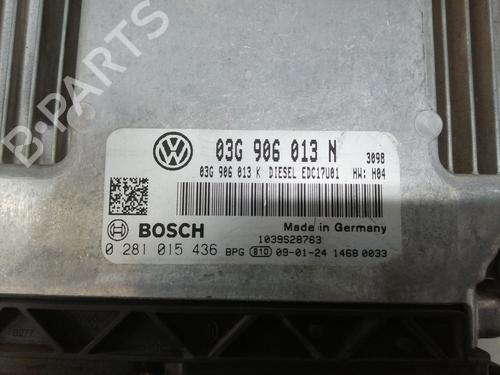 B-PARTS
03G 906 013 N
3098
03G 906 013 K DIESEL EDC17U01 HW: H04
BOSCH
Made in Germany
1039S28763
0 281 015 436 BPG 810 09-01-24 1468 0033